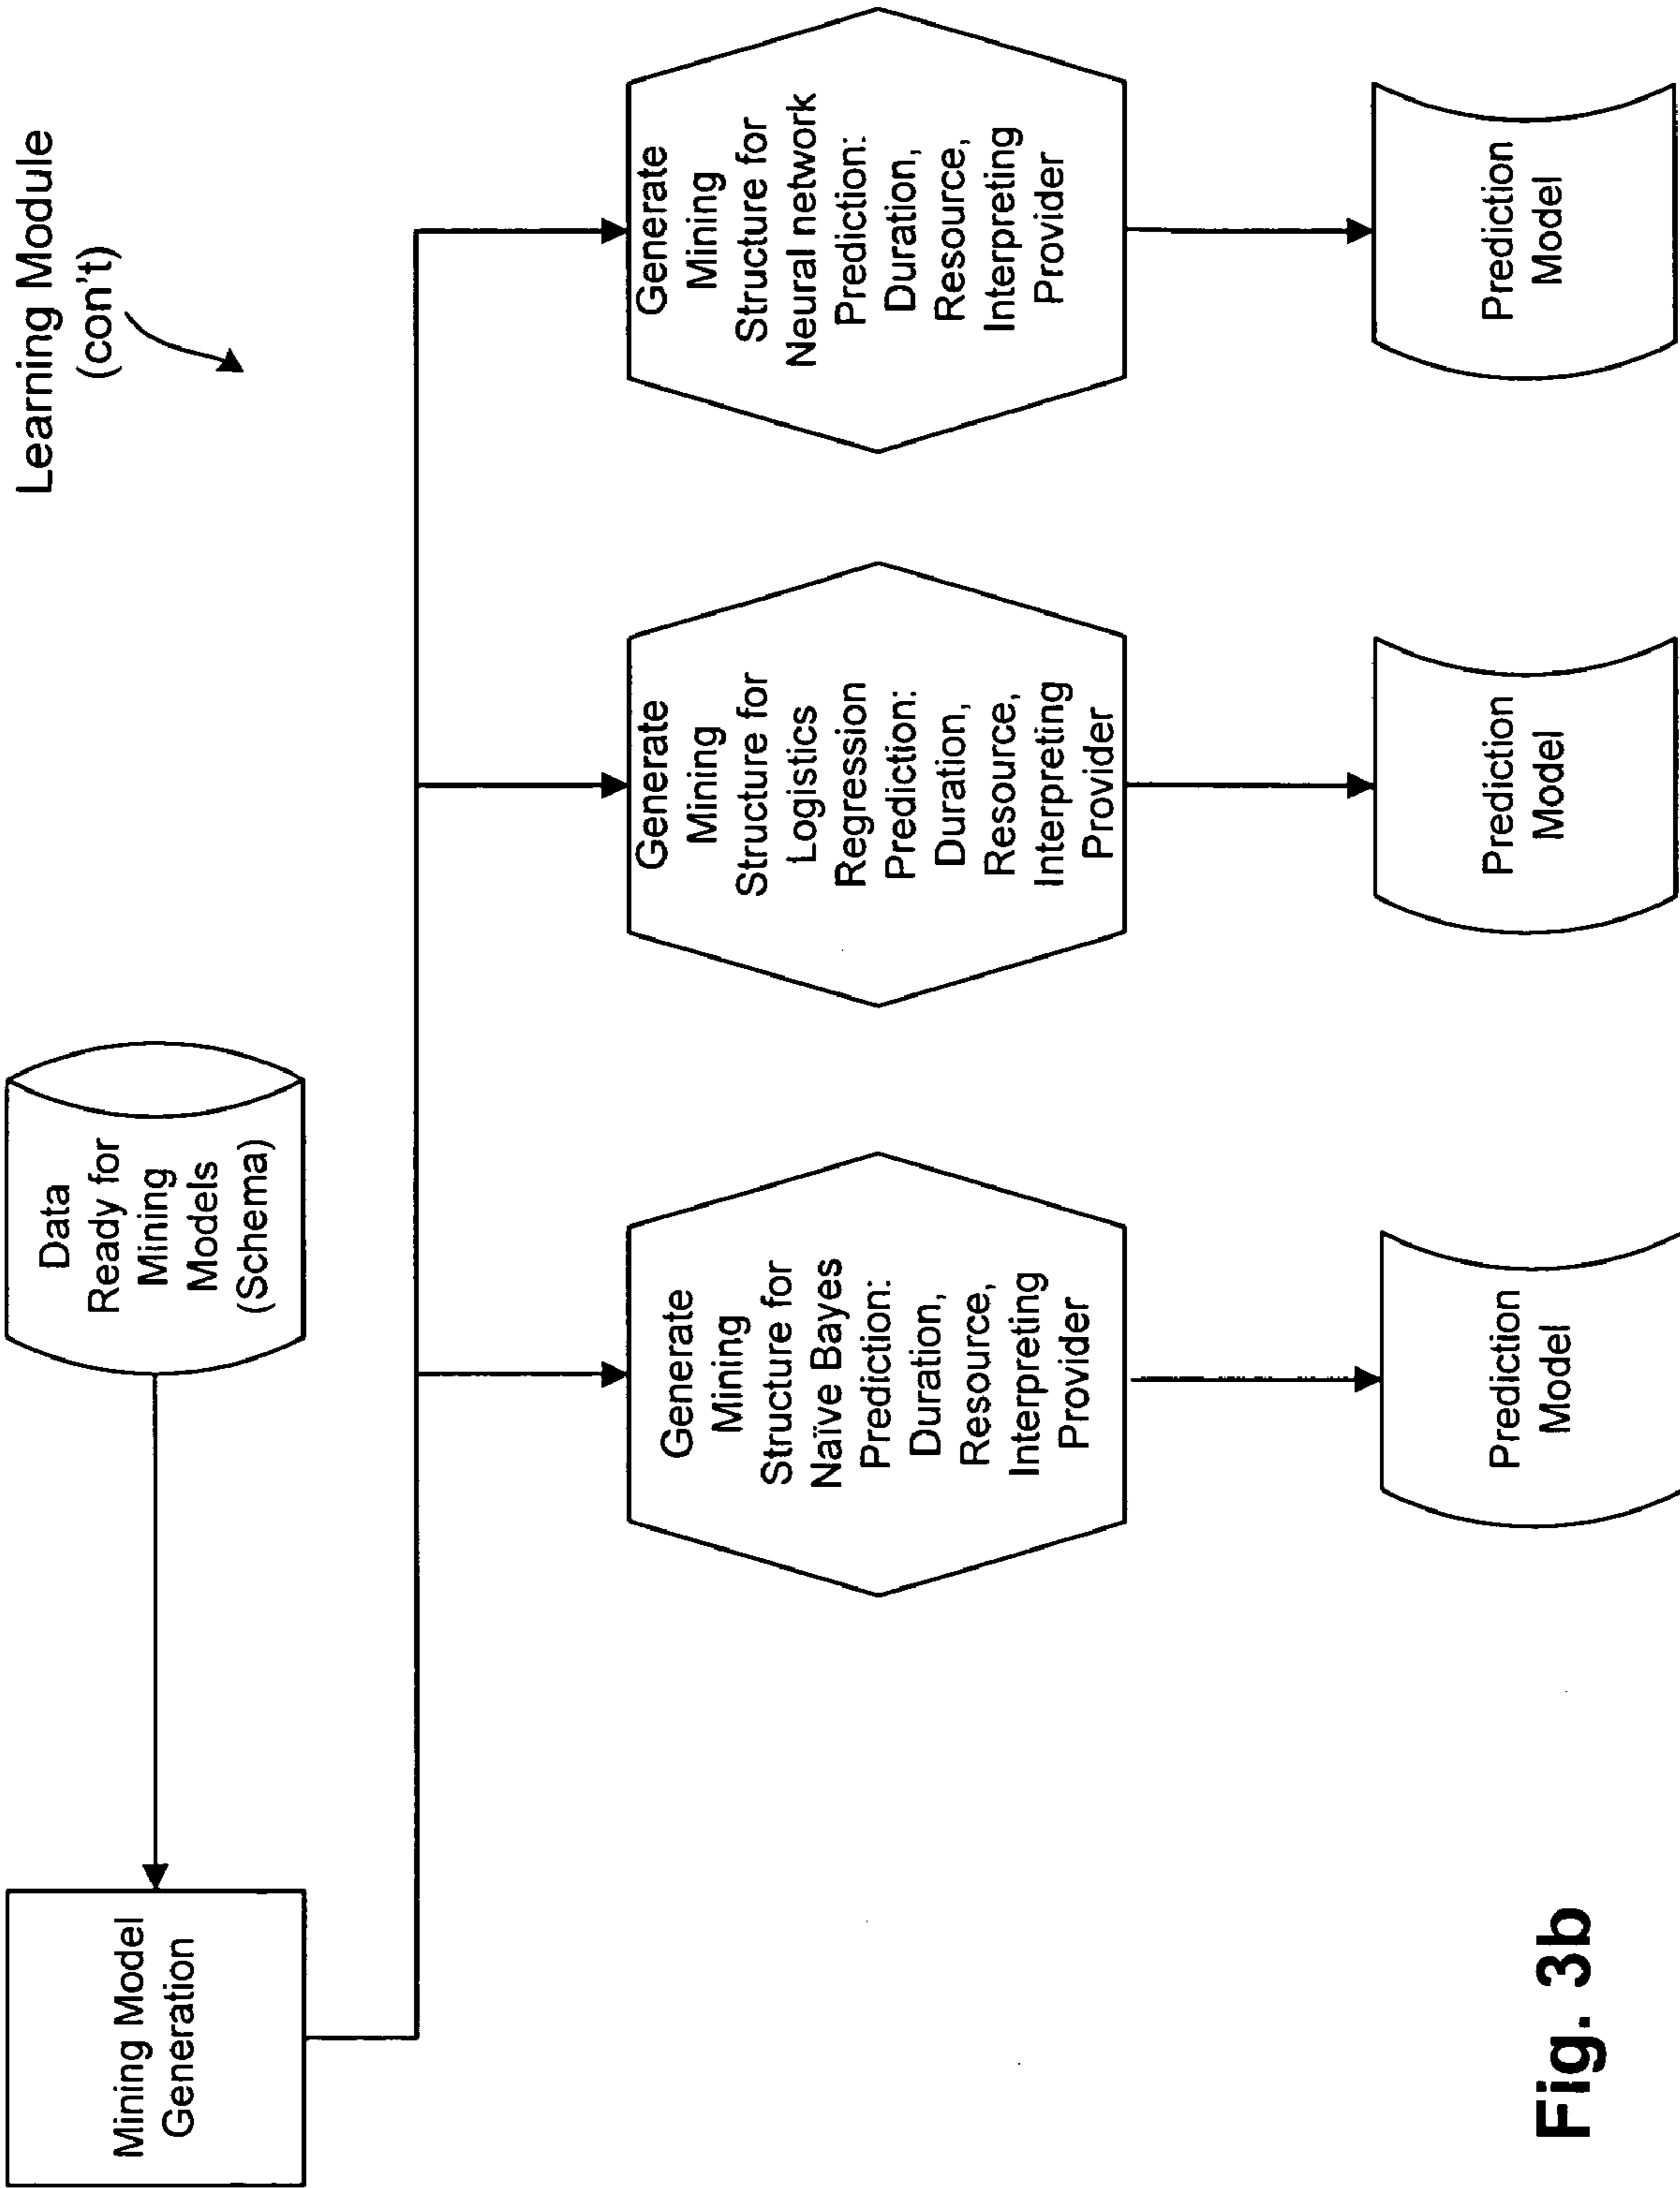 Learning Module
(con't)
Mining Model
Generation
Data
Ready for
Mining
Models
(Schema)
Generate
Mining
Structure for
Naïve Bayes
Prediction:
Duration,
Resource,
Interpreting
Provider
Generate
Mining
Structure for
Logistics
Regression
Prediction:
Duration,
Resource,
Interpreting
Provider
Generate
Mining
Structure for
Neural network
Prediction:
Duration,
Resource,
Interpreting
Provider
Prediction
Model
Prediction
Model
Prediction
Model
Fig. 3b